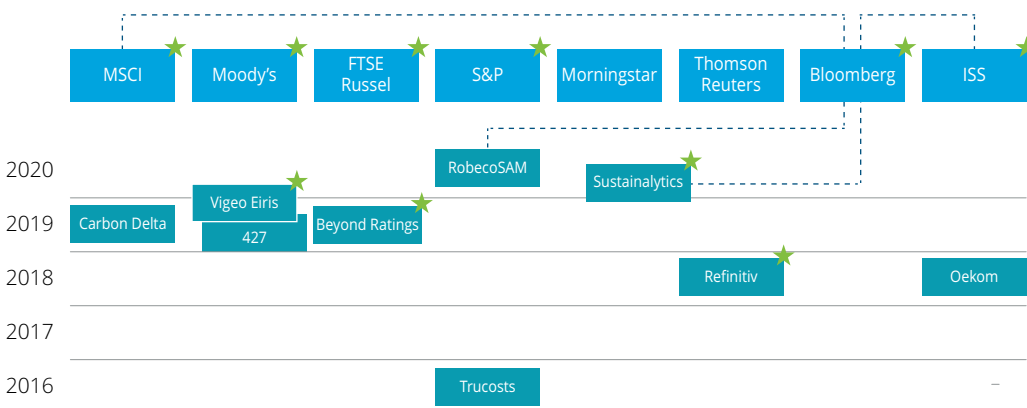 MSCI
Moody's
FTSE
Russel
S&P
Morningstar
Thomson
Reuters
Bloomberg
ISS
2020
RobecoSAM
Sustainalytics
Vigeo Eiris
2019
Carbon Delta
427
Beyond Ratings
2018
Refinitiv
Oekom
2017
2016
Trucosts
–